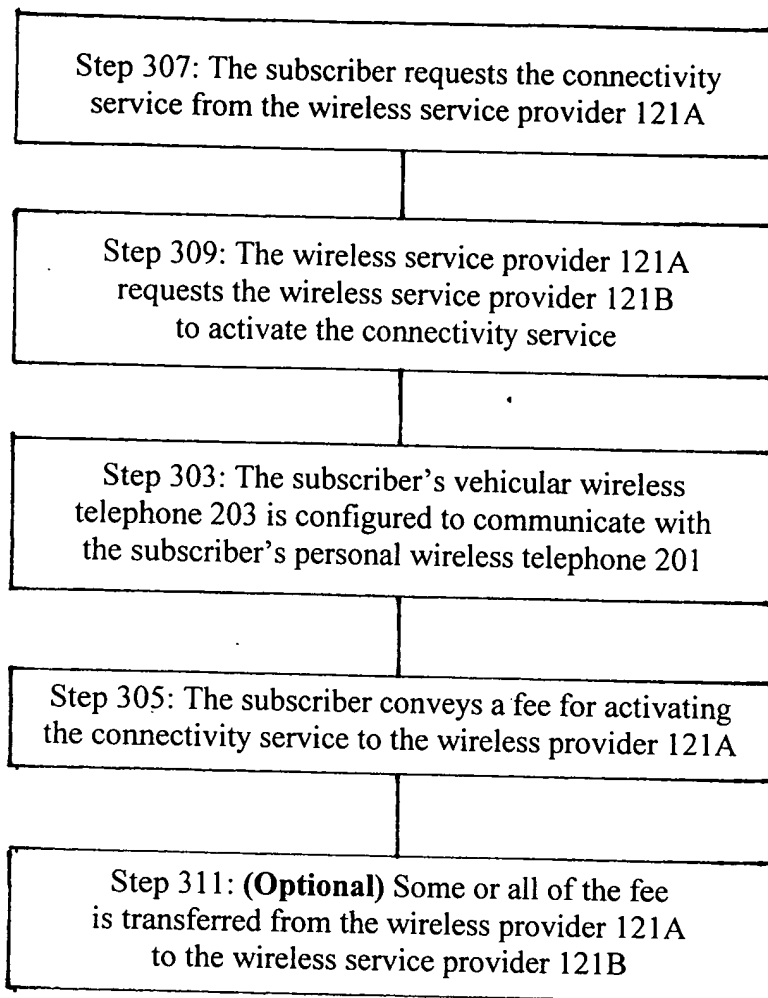 Step 307: The subscriber requests the connectivity
service from the wireless service provider 121A
Step 309: The wireless service provider 121A
requests the wireless service provider 121B
to activate the connectivity service
Step 303: The subscriber's vehicular wireless
telephone 203 is configured to communicate with
the subscriber's personal wireless telephone 201
Step 305: The subscriber conveys a fee for activating
the connectivity service to the wireless provider 121A
Step 311: (Optional) Some or all of the fee
is transferred from the wireless provider 121A
to the wireless service provider 121B